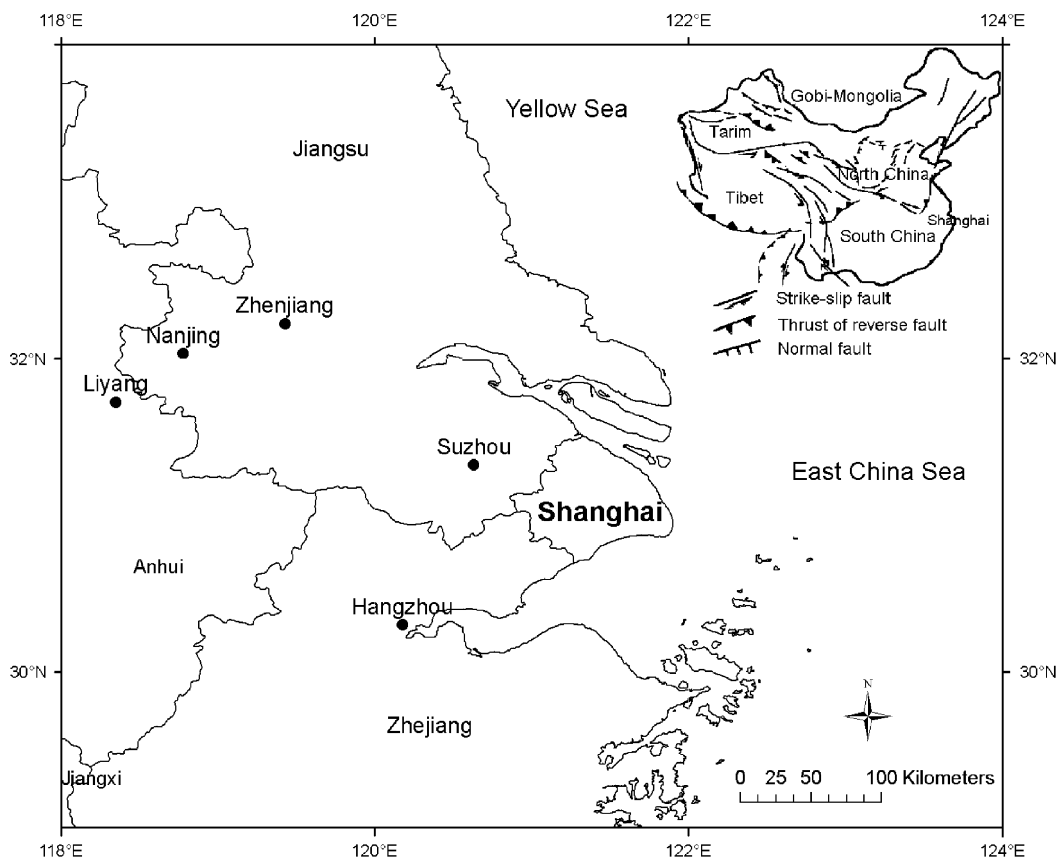 118°E 120°E 122°E 124°E
Yellow Sea
Jiangsu
Gobi-Mongolia
Tarim
North China
Tibet
Shanghai
South China
Strike-slip fault
Thrust of reverse fault
Normal fault
Zhenjiang
Nanjing
32°N 32°N
Liyang
Suzhou
East China Sea
Shanghai
Anhui
Hangzhou
30°N 30°N
N
Zhejiang
Jiangxi
0 25 50 100 Kilometers
118°E 120°E 122°E 124°E